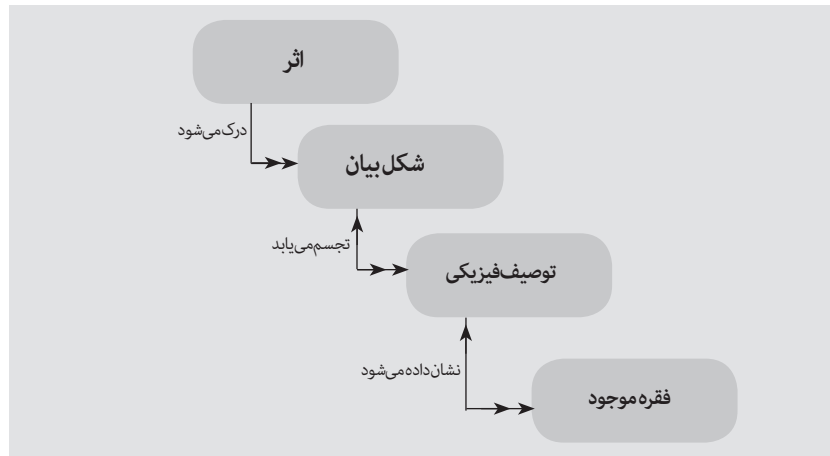 اثر
درک می‌شود
شکل بیان
تجسم می‌یابد
توصیف فیزیکی
نشان داده می‌شود
فقره موجود